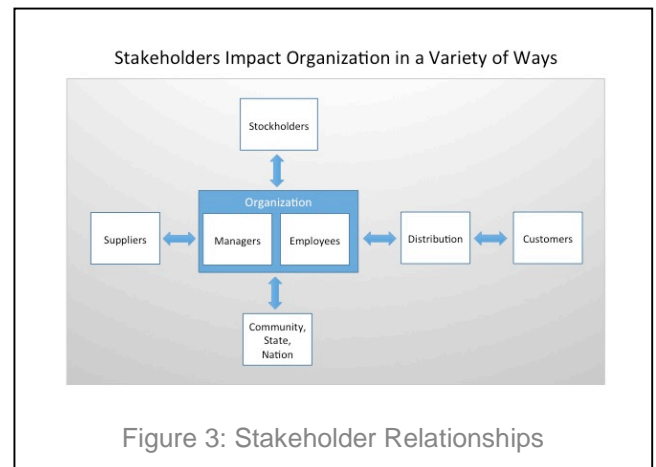 Stakeholders Impact Organization in a Variety of Ways
Stockholders
Organization
Suppliers
Managers
Employees
Distribution
Customers
Community,
State,
Nation
Figure 3: Stakeholder Relationships